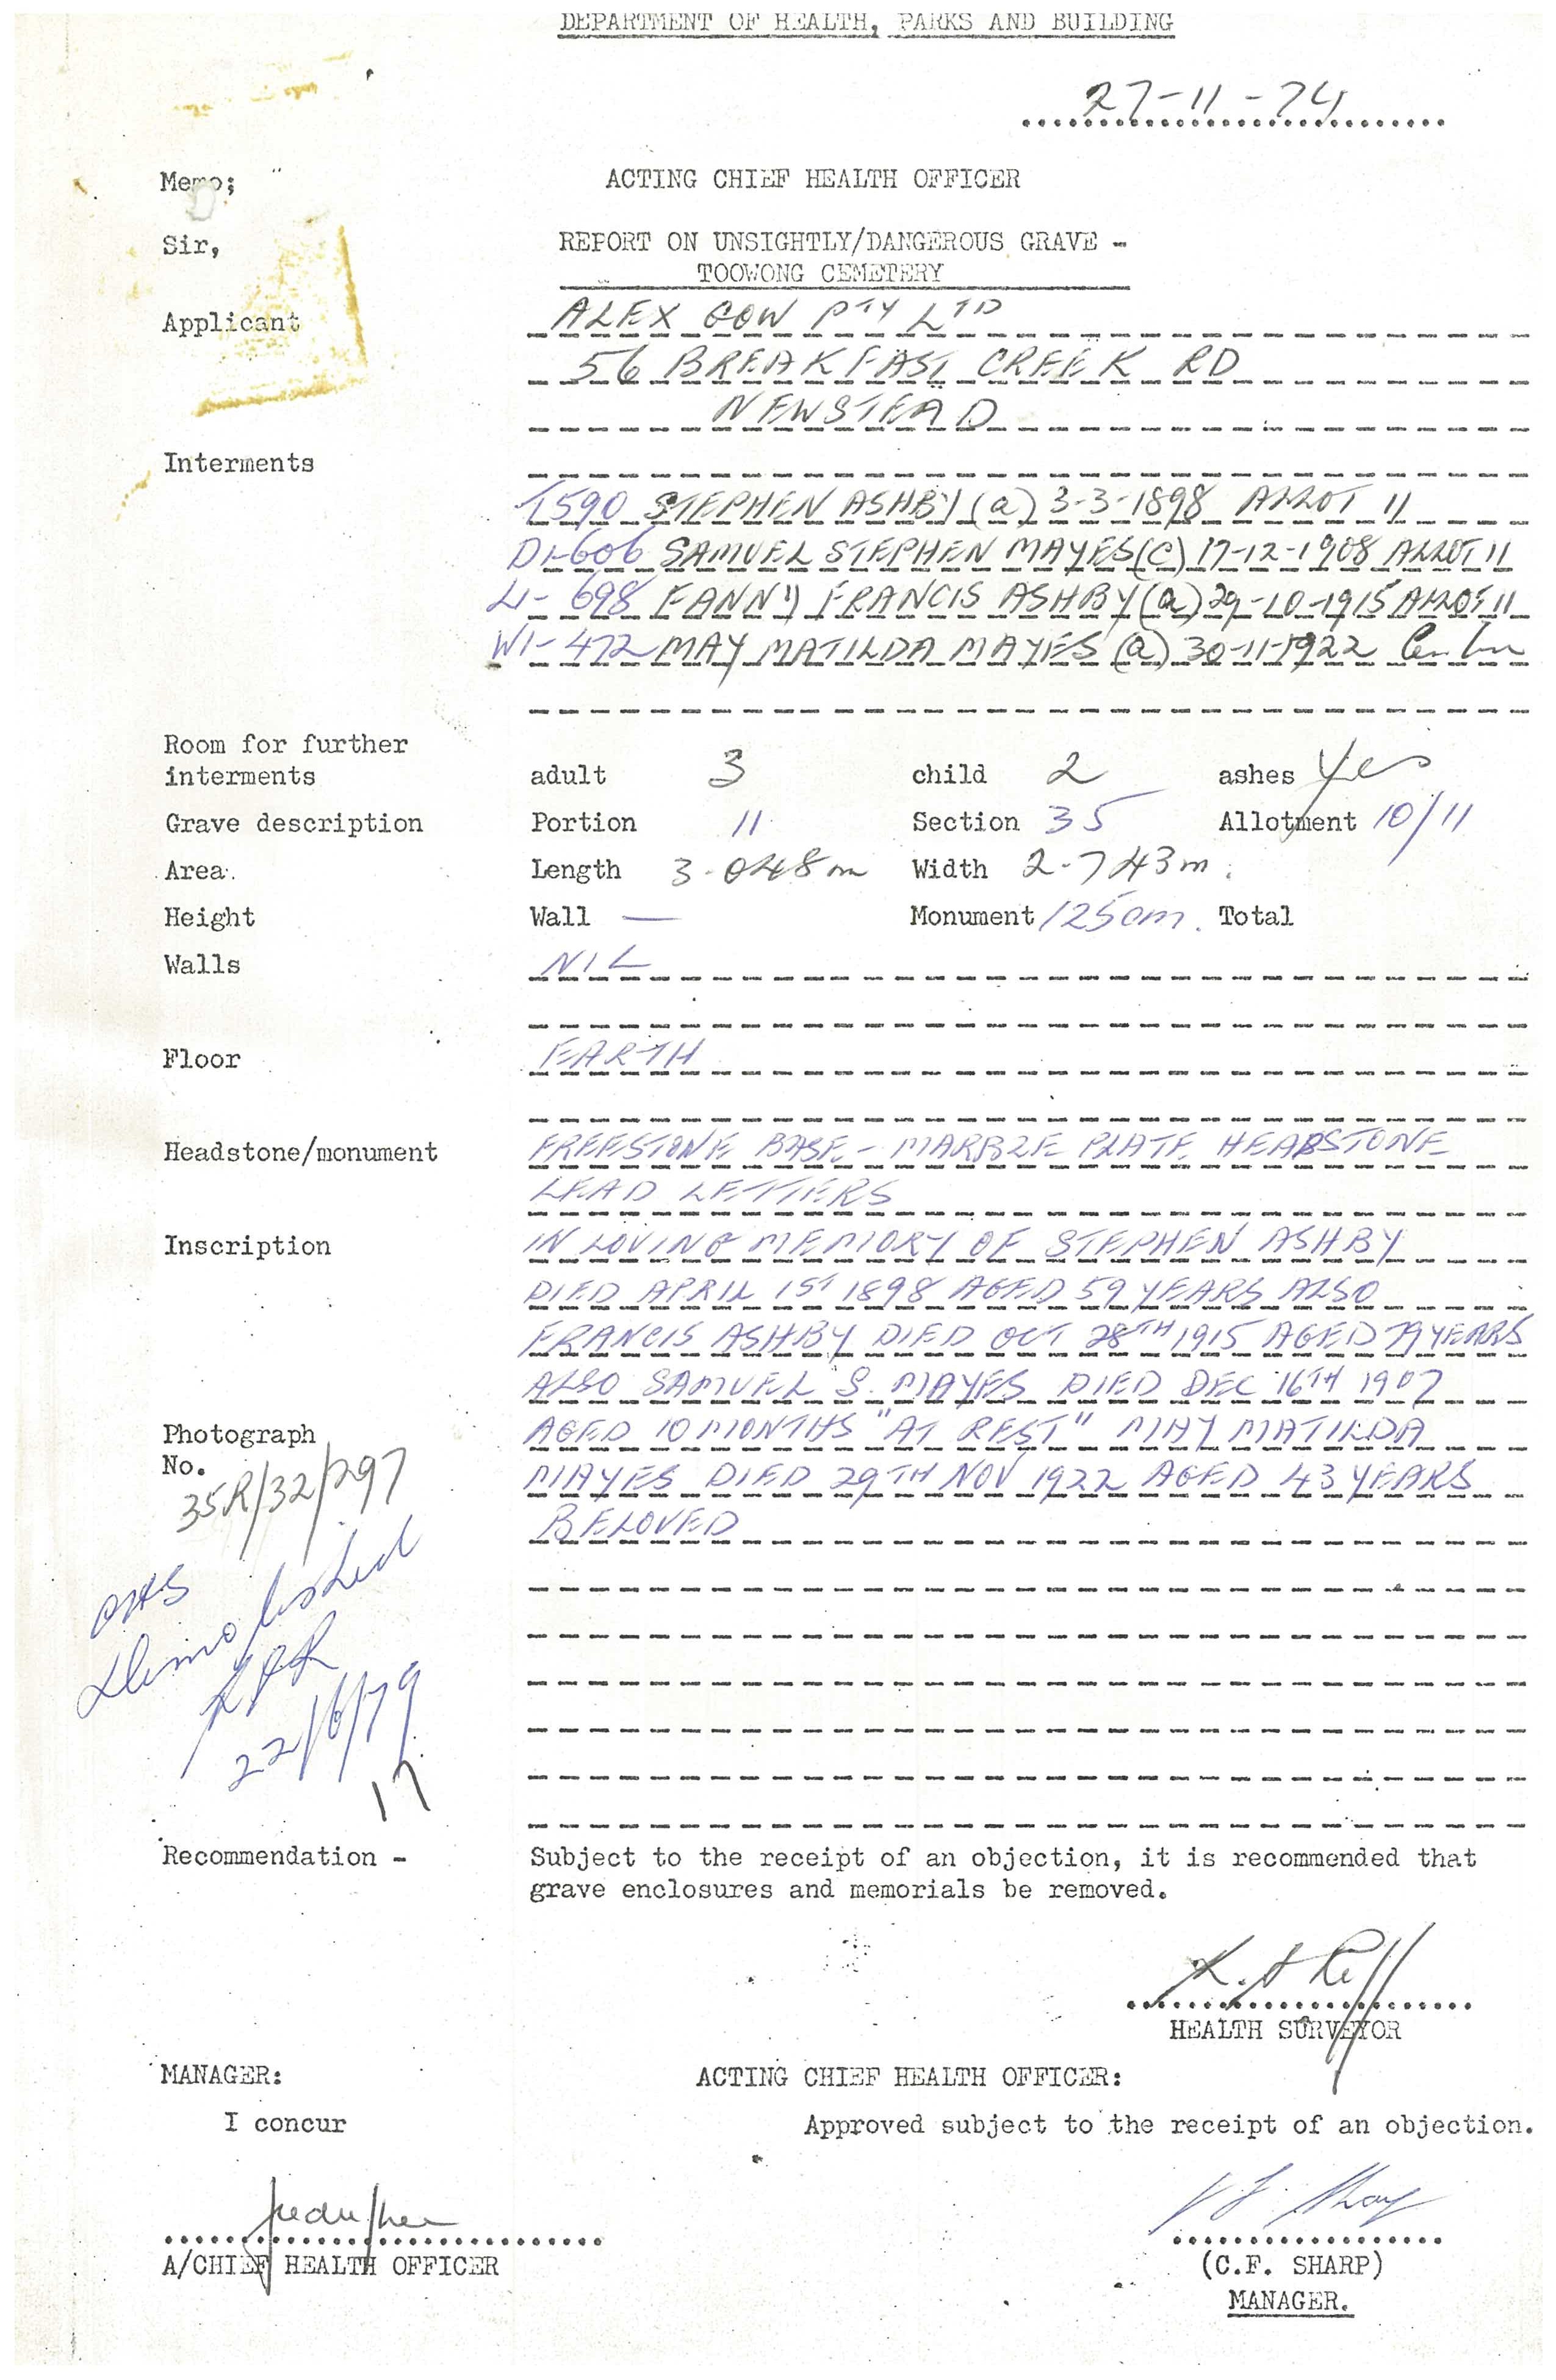 DEPARTMENT OF HEALTH, PARKS AND BUILDING
27-11-74
Memo; ACTING CHIEF HEALTH OFFICER
Sir, REPORT ON UNSIGHTLY/DANGEROUS GRAVE -
TOOWONG CEMETERY
Applicant ALEX GOW PTY LTD
56 BREAKFAST CREEK RD
NEWSTEAD
Interments
1590 STEPHEN ASHBY (a) 3-3-1898 ALLOT 11
D1-606 SAMUEL STEPHEN MAYES (C) 17-12-1908 ALLOT 11
L1-698 FANNY FRANCIS ASHBY (a) 29-10-1915 ALLOT 11
W1-472 MAY MATILDA MAYES (a) 30-11-1922
Room for further
interments adult 3 child 2 ashes Yes
Grave description Portion 11 Section 35 Allotment 10/11
Area. Length 3.048m Width 2.743m.
Height Wall — Monument 125cm. Total
Walls NIL
Floor EARTH
Headstone/monument FREESTONE BASE - MARBLE PLATE HEADSTONE
LEAD LETTERS
Inscription IN LOVING MEMORY OF STEPHEN ASHBY
DIED APRIL 1ST 1898 AGED 59 YEARS ALSO
FRANCIS ASHBY DIED OCT 28TH 1915 AGED 79 YEARS
ALSO SAMUEL S. MAYES DIED DEC 16TH 1907
AGED 10 MONTHS "AT REST" MAY MATILDA
MAYES DIED 29TH NOV 1922 AGED 43 YEARS
BELOVED
Photograph
No.
35R/32/297
Demolished
22/6/79
17
Recommendation - Subject to the receipt of an objection, it is recommended that
grave enclosures and memorials be removed.
HEALTH SURVEYOR
MANAGER: ACTING CHIEF HEALTH OFFICER:
I concur Approved subject to the receipt of an objection.
A/CHIEF HEALTH OFFICER (C.F. SHARP)
MANAGER.